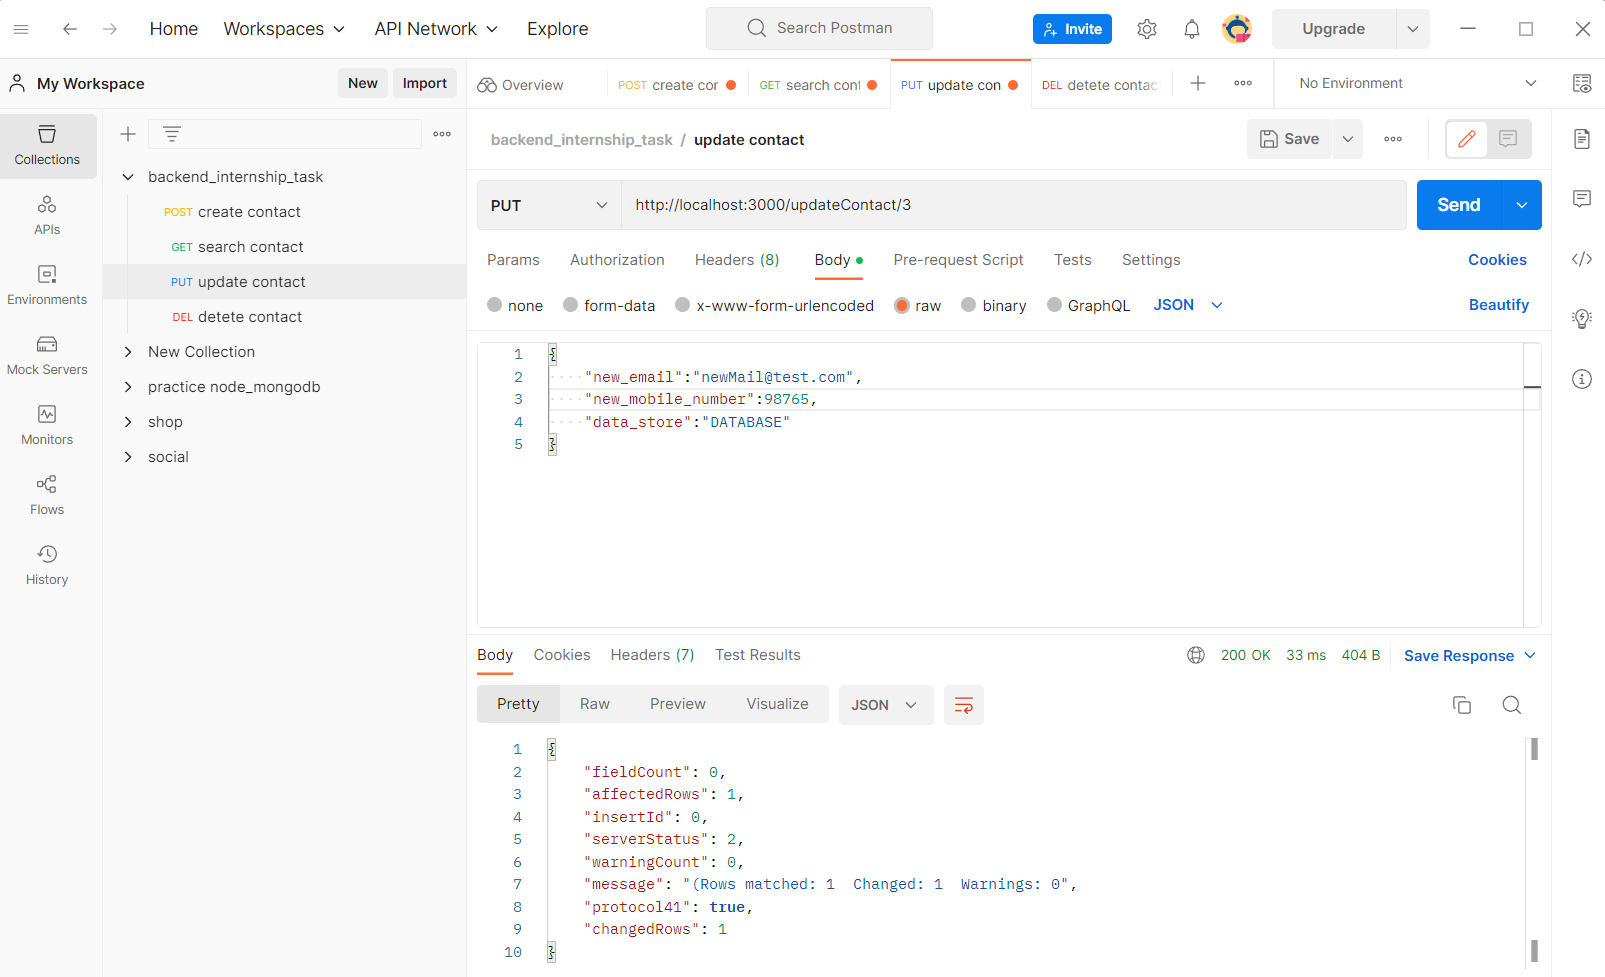 Home Workspaces API Network Explore Search Postman Invite Upgrade
My Workspace New Import Overview POST create cor GET search cont PUT update con DEL detete contac No Environment
backend_internship_task / update contact Save
Collections
APIs
Environments
Mock Servers
Monitors
Flows
History
backend_internship_task
POST create contact
GET search contact
PUT update contact
DEL detete contact
New Collection
practice node_mongodb
shop
social
PUT http://localhost:3000/updateContact/3 Send
Params Authorization Headers (8) Body Pre-request Script Tests Settings Cookies
none form-data x-www-form-urlencoded raw binary GraphQL JSON Beautify
1 {
2 "new_email":"newMail@test.com",
3 "new_mobile_number":98765,
4 "data_store":"DATABASE"
5 }
Body Cookies Headers (7) Test Results 200 OK 33 ms 404 B Save Response
Pretty Raw Preview Visualize JSON
1 {
2 "fieldCount": 0,
3 "affectedRows": 1,
4 "insertId": 0,
5 "serverStatus": 2,
6 "warningCount": 0,
7 "message": "(Rows matched: 1  Changed: 1  Warnings: 0",
8 "protocol41": true,
9 "changedRows": 1
10 }